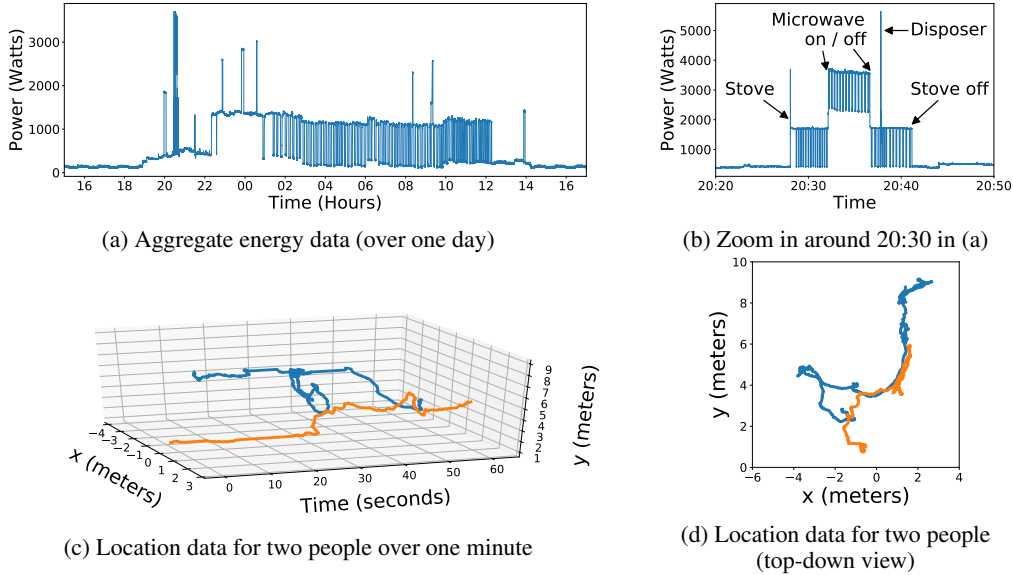 Power (Watts)
3000
2000
1000
0
16 18 20 22 00 02 04 06 08 10 12 14 16
Time (Hours)
(a) Aggregate energy data (over one day)
Power (Watts)
5000
4000
3000
2000
1000
Microwave
on / off
Disposer
Stove
Stove off
20:20 20:30 20:40 20:50
Time
(b) Zoom in around 20:30 in (a)
−4 −3 −2 −1 0 1 2 3
x (meters)
0 10 20 30 40 50 60
Time (seconds)
9
8
7
6
5
4
3
2
1
y (meters)
(c) Location data for two people over one minute
y (meters)
10
8
6
4
2
0
−6 −4 −2 0 2 4
x (meters)
(d) Location data for two people
(top-down view)